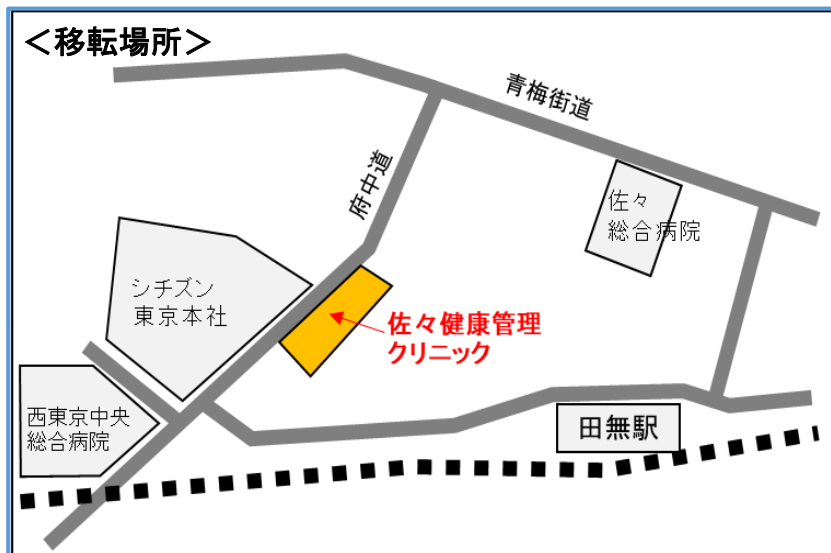 ＜移転場所＞
青梅街道
府中道
佐々
総合病院
シチズン
東京本社
佐々健康管理
クリニック
西東京中央
総合病院
田無駅